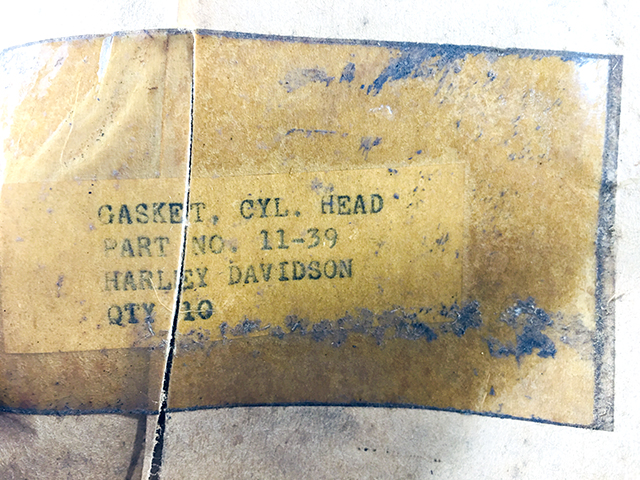 GASKET, CYL. HEAD
PART NO. 11-39
HARLEY DAVIDSON
QTY 10